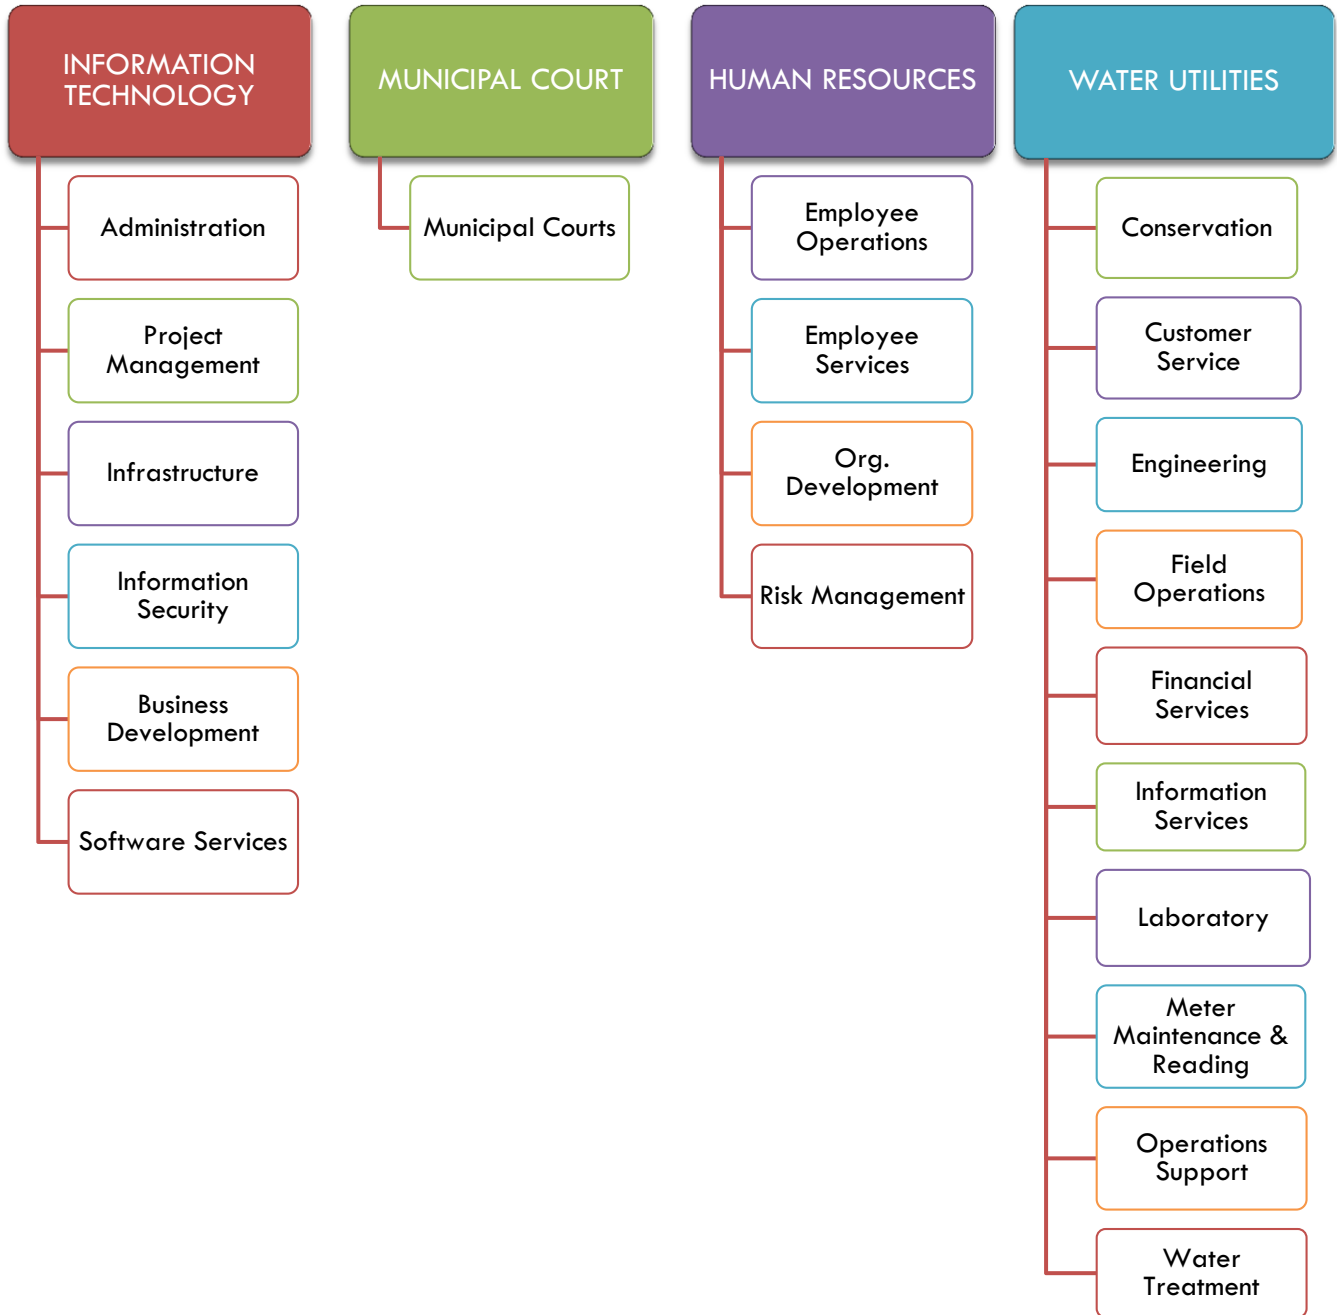 INFORMATION
TECHNOLOGY
Administration
Project
Management
Infrastructure
Information
Security
Business
Development
Software Services
MUNICIPAL COURT
Municipal Courts
HUMAN RESOURCES
Employee
Operations
Employee
Services
Org.
Development
Risk Management
WATER UTILITIES
Conservation
Customer
Service
Engineering
Field
Operations
Financial
Services
Information
Services
Laboratory
Meter
Maintenance &
Reading
Operations
Support
Water
Treatment